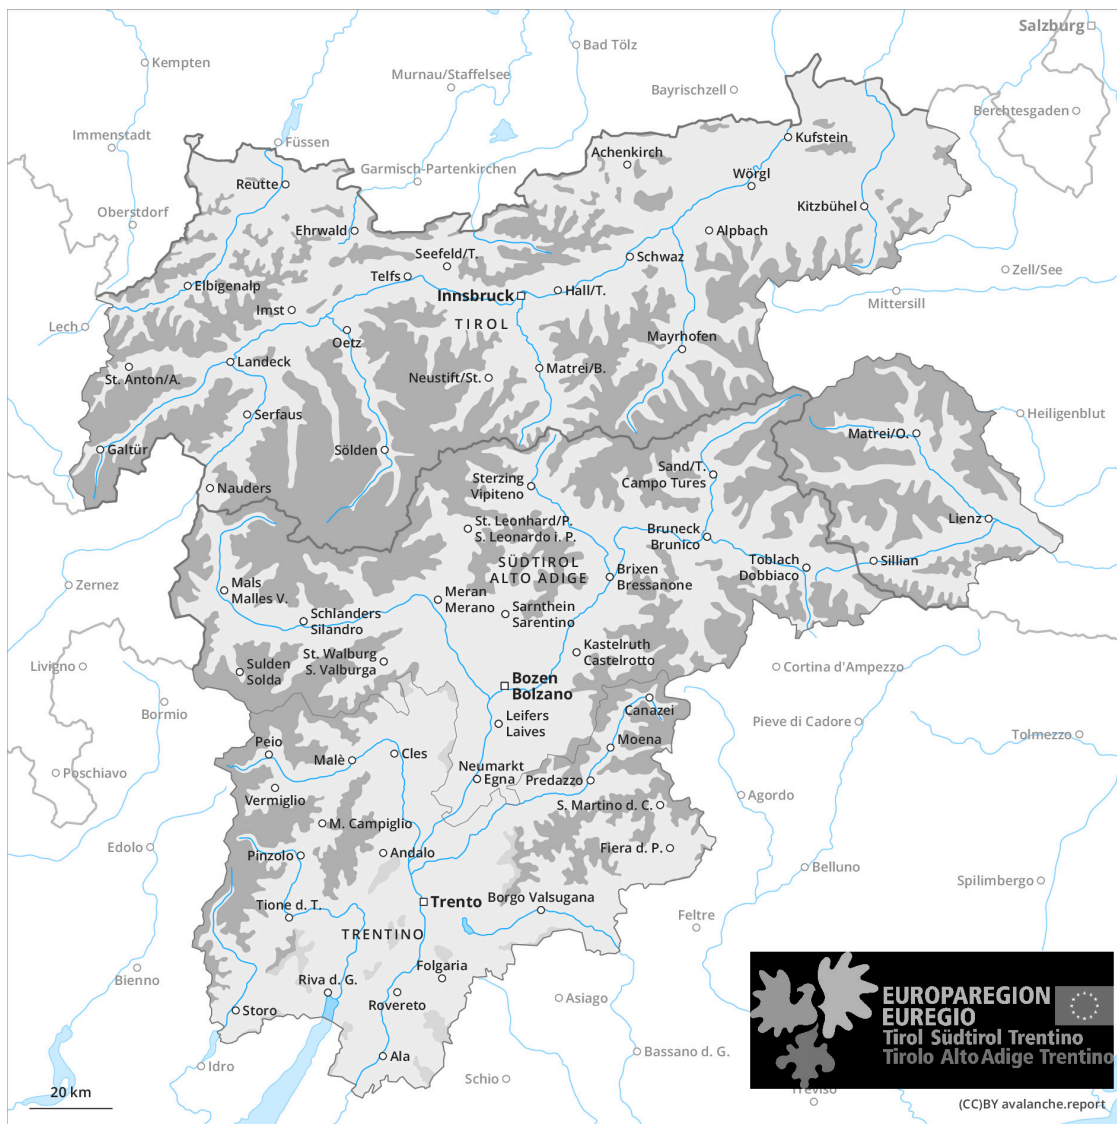 Salzburg
Bad Tölz
Kempten
Murnau/Staffelsee
Bayrischzell
Berchtesgaden
Immenstadt
Füssen
Kufstein
Achenkirch
Garmisch-Partenkirchen
Wörgl
Reutte
Oberstdorf
Kitzbühel
Ehrwald
Alpbach
Seefeld/T.
Schwaz
Telfs
Zell/See
Elbigenalp
Innsbruck
Hall/T.
Mittersill
Imst
TIROL
Lech
Oetz
Mayrhofen
Landeck
Matrei/B.
St. Anton/A.
Neustift/St.
Serfaus
Heiligenblut
Matrei/O.
Galtür
Sölden
Sand/T.
Campo Tures
Sterzing
Vipiteno
Nauders
Lienz
St. Leonhard/P.
S. Leonardo i. P.
Bruneck
Brunico
SÜDTIROL
ALTO ADIGE
Toblach
Dobbiaco
Sillian
Brixen
Bressanone
Zernez
Mals
Malles V.
Meran
Merano
Sarnthein
Sarentino
Schlanders
Silandro
Kastelruth
Castelrotto
St. Walburg
S. Valburga
Livigno
Sulden
Solda
Cortina d'Ampezzo
Bozen
Bolzano
Bormio
Canazei
Leifers
Laives
Pieve di Cadore
Tolmezzo
Peio
Moena
Cles
Malè
Poschiavo
Neumarkt
Egna
Predazzo
Vermiglio
Agordo
S. Martino d. C.
M. Campiglio
Edolo
Pinzolo
Andalo
Fiera d. P.
Belluno
Spilimbergo
Trento
Borgo Valsugana
Tione d. T.
Feltre
TRENTINO
Folgaria
Bienno
Riva d. G.
Rovereto
Asiago
Storo
EUROPAREGION
EUREGIO
Tirol Südtirol Trentino
Tirolo Alto Adige Trentino
Ala
Bassano d. G.
Idro
Schio
Treviso
20 km
(CC)BY avalanche.report